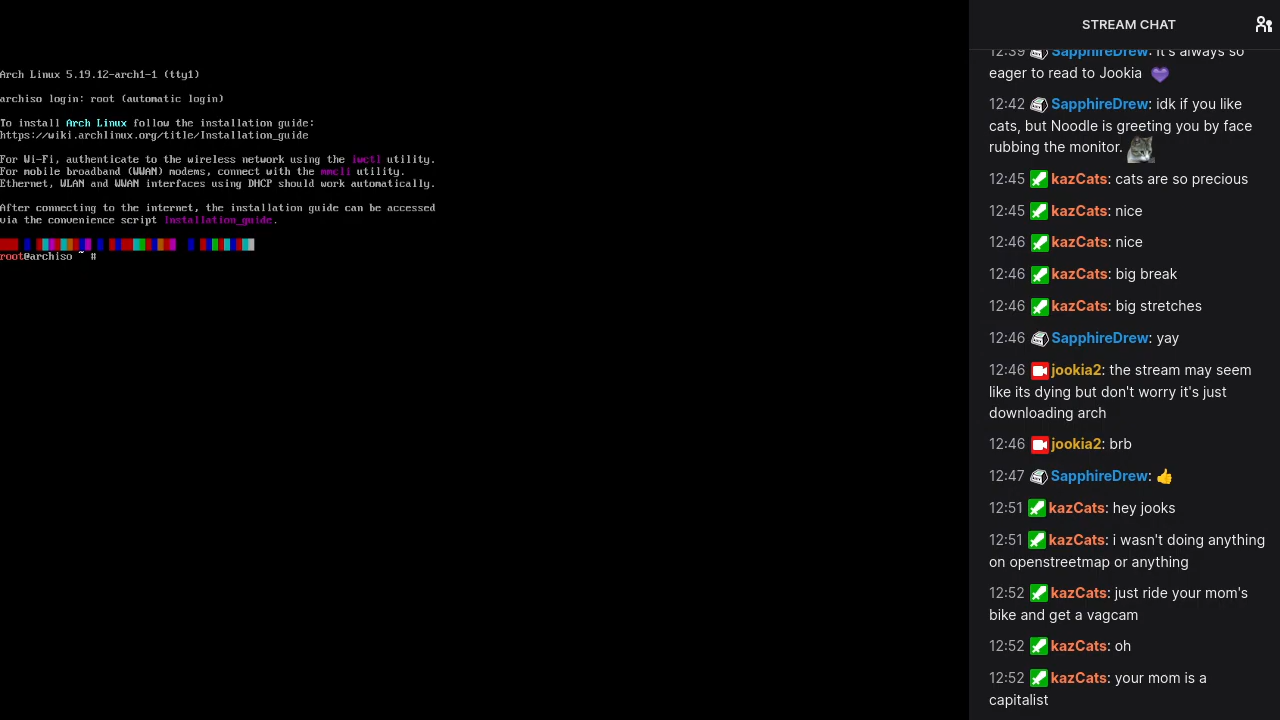 Arch Linux 5.19.12-arch1-1 (tty1)
archiso login: root (automatic login)
To install Arch Linux follow the installation guide:
https://wiki.archlinux.org/title/Installation_guide
For Wi-Fi, authenticate to the wireless network using the iwctl utility.
For mobile broadband (WWAN) modems, connect with the mmcli utility.
Ethernet, WLAN and WWAN interfaces using DHCP should work automatically.
After connecting to the internet, the installation guide can be accessed
via the convenience script Installation_guide.
root@archiso ~ #
STREAM CHAT
12:39 SapphireDrew: it's always so
eager to read to Jookia
12:42 SapphireDrew: idk if you like
cats, but Noodle is greeting you by face
rubbing the monitor.
12:45 kazCats: cats are so precious
12:45 kazCats: nice
12:46 kazCats: nice
12:46 kazCats: big break
12:46 kazCats: big stretches
12:46 SapphireDrew: yay
12:46 jookia2: the stream may seem
like its dying but don't worry it's just
downloading arch
12:46 jookia2: brb
12:47 SapphireDrew: 👍
12:51 kazCats: hey jooks
12:51 kazCats: i wasn't doing anything
on openstreetmap or anything
12:52 kazCats: just ride your mom's
bike and get a vagcam
12:52 kazCats: oh
12:52 kazCats: your mom is a
capitalist